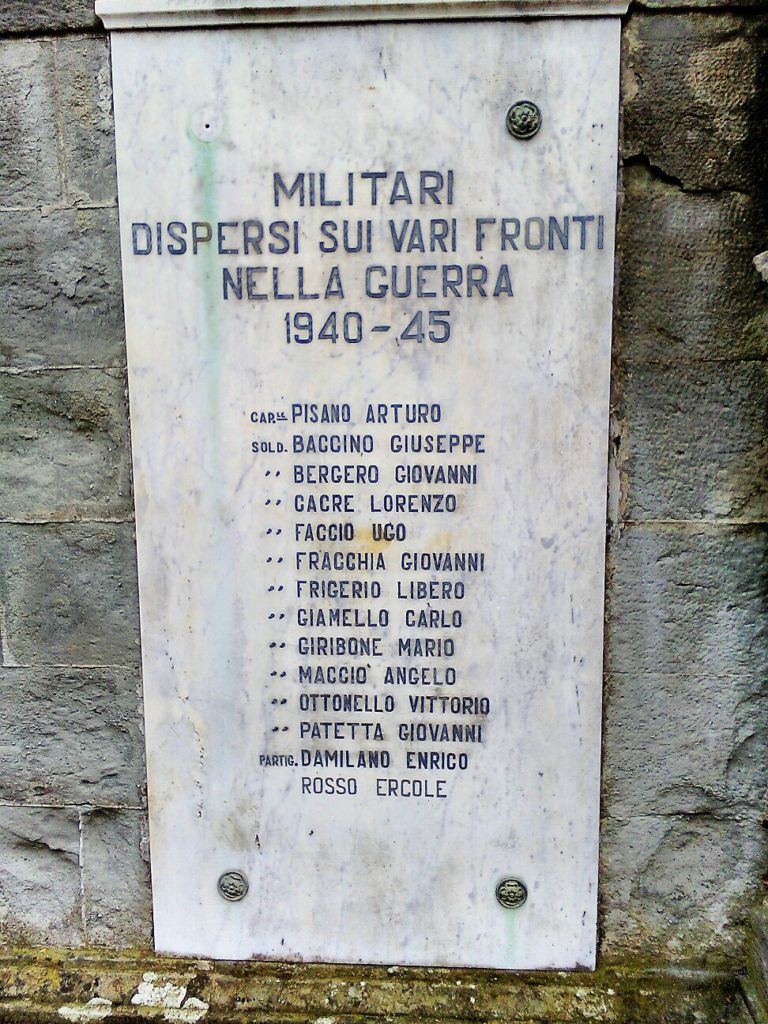 MILITARI
DISPERSI SUI VARI FRONTI
NELLA GUERRA
1940-45
CAP.LE PISANO ARTURO
SOLD. BACCINO GIUSEPPE
,, BERGERO GIOVANNI
,, CACRE LORENZO
,, FACCIO UGO
,, FRACCHIA GIOVANNI
,, FRIGERIO LIBERO
,, GIAMELLO CARLO
,, GIRIBONE MARIO
,, MACCIO' ANGELO
,, OTTONELLO VITTORIO
,, PATETTA GIOVANNI
PARTIG. DAMILANO ENRICO
ROSSO ERCOLE